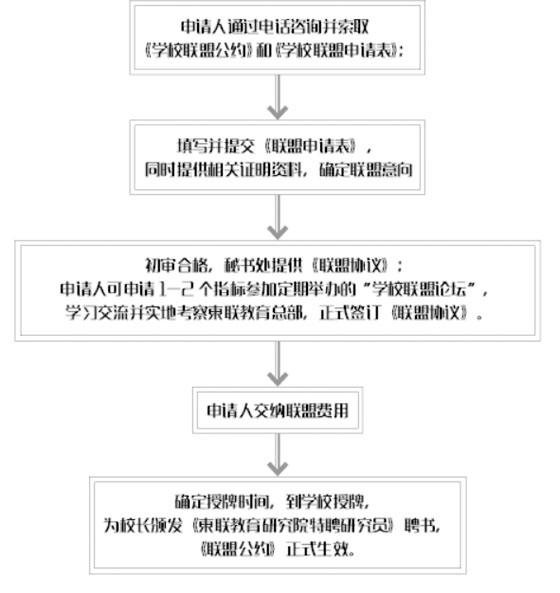 申请人通过电话咨询并索取
《学校联盟公约》和《学校联盟申请表》；
填写并提交《联盟申请表》，
同时提供相关证明资料，确定联盟意向
初审合格，秘书处提供《联盟协议》；
申请人可申请1—2个指标参加定期举办的“学校联盟论坛”，
学习交流并实地考察東联教育总部，正式签订《联盟协议》。
申请人交纳联盟费用
确定授牌时间，到学校授牌，
为校长颁发《東联教育研究院特聘研究员》聘书，
《联盟公约》正式生效。